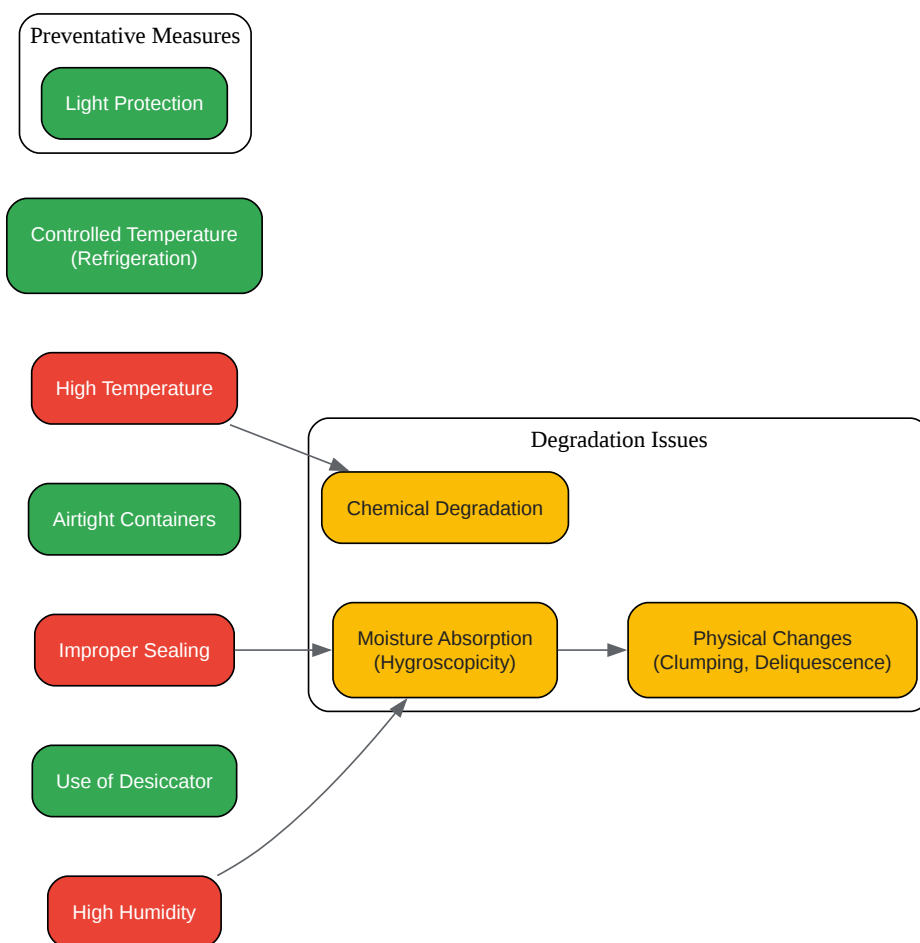 Preventative Measures
Light Protection
Controlled Temperature
(Refrigeration)
High Temperature
Degradation Issues
Airtight Containers
Chemical Degradation
Improper Sealing
Moisture Absorption
(Hygroscopicity)
Physical Changes
(Clumping, Deliquescence)
Use of Desiccator
High Humidity